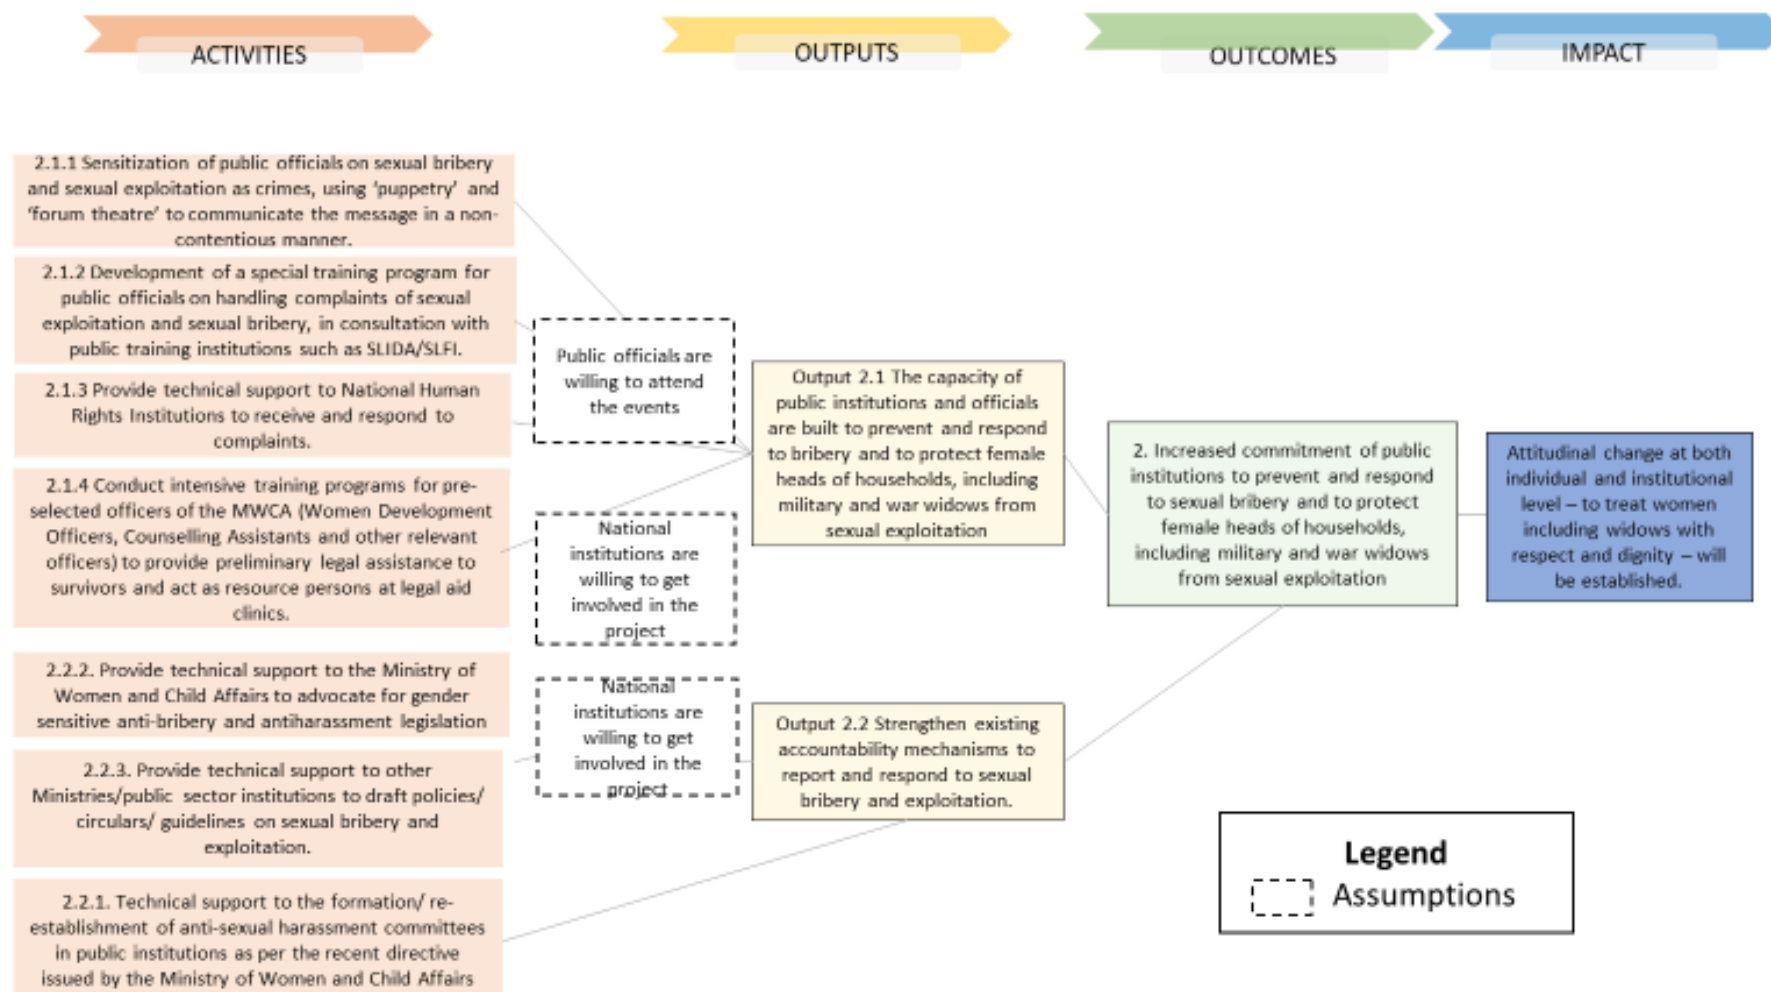 ACTIVITIES
OUTPUTS
OUTCOMES
IMPACT
2.1.1 Sensitization of public officials on sexual bribery
and sexual exploitation as crimes, using ‘puppetry’ and
‘forum theatre’ to communicate the message in a non-
contentious manner.
2.1.2 Development of a special training program for
public officials on handling complaints of sexual
exploitation and sexual bribery, in consultation with
public training institutions such as SLIDA/SLFI.
2.1.3 Provide technical support to National Human
Rights Institutions to receive and respond to
complaints.
2.1.4 Conduct intensive training programs for pre-
selected officers of the MWCA (Women Development
Officers, Counselling Assistants and other relevant
officers) to provide preliminary legal assistance to
survivors and act as resource persons at legal aid
clinics.
2.2.2. Provide technical support to the Ministry of
Women and Child Affairs to advocate for gender
sensitive anti-bribery and antiharassment legislation
2.2.3. Provide technical support to other
Ministries/public sector institutions to draft policies/
circulars/ guidelines on sexual bribery and
exploitation.
2.2.1. Technical support to the formation/ re-
establishment of anti-sexual harassment committees
in public institutions as per the recent directive
issued by the Ministry of Women and Child Affairs
Public officials are
willing to attend
the events
National
institutions are
willing to get
involved in the
project
National
institutions are
willing to get
involved in the
project
Output 2.1 The capacity of
public institutions and officials
are built to prevent and respond
to bribery and to protect female
heads of households, including
military and war widows from
sexual exploitation
Output 2.2 Strengthen existing
accountability mechanisms to
report and respond to sexual
bribery and exploitation.
2. Increased commitment of public
institutions to prevent and respond
to sexual bribery and to protect
female heads of households,
including military and war widows
from sexual exploitation
Attitudinal change at both
individual and institutional
level – to treat women
including widows with
respect and dignity – will
be established.
Legend
Assumptions